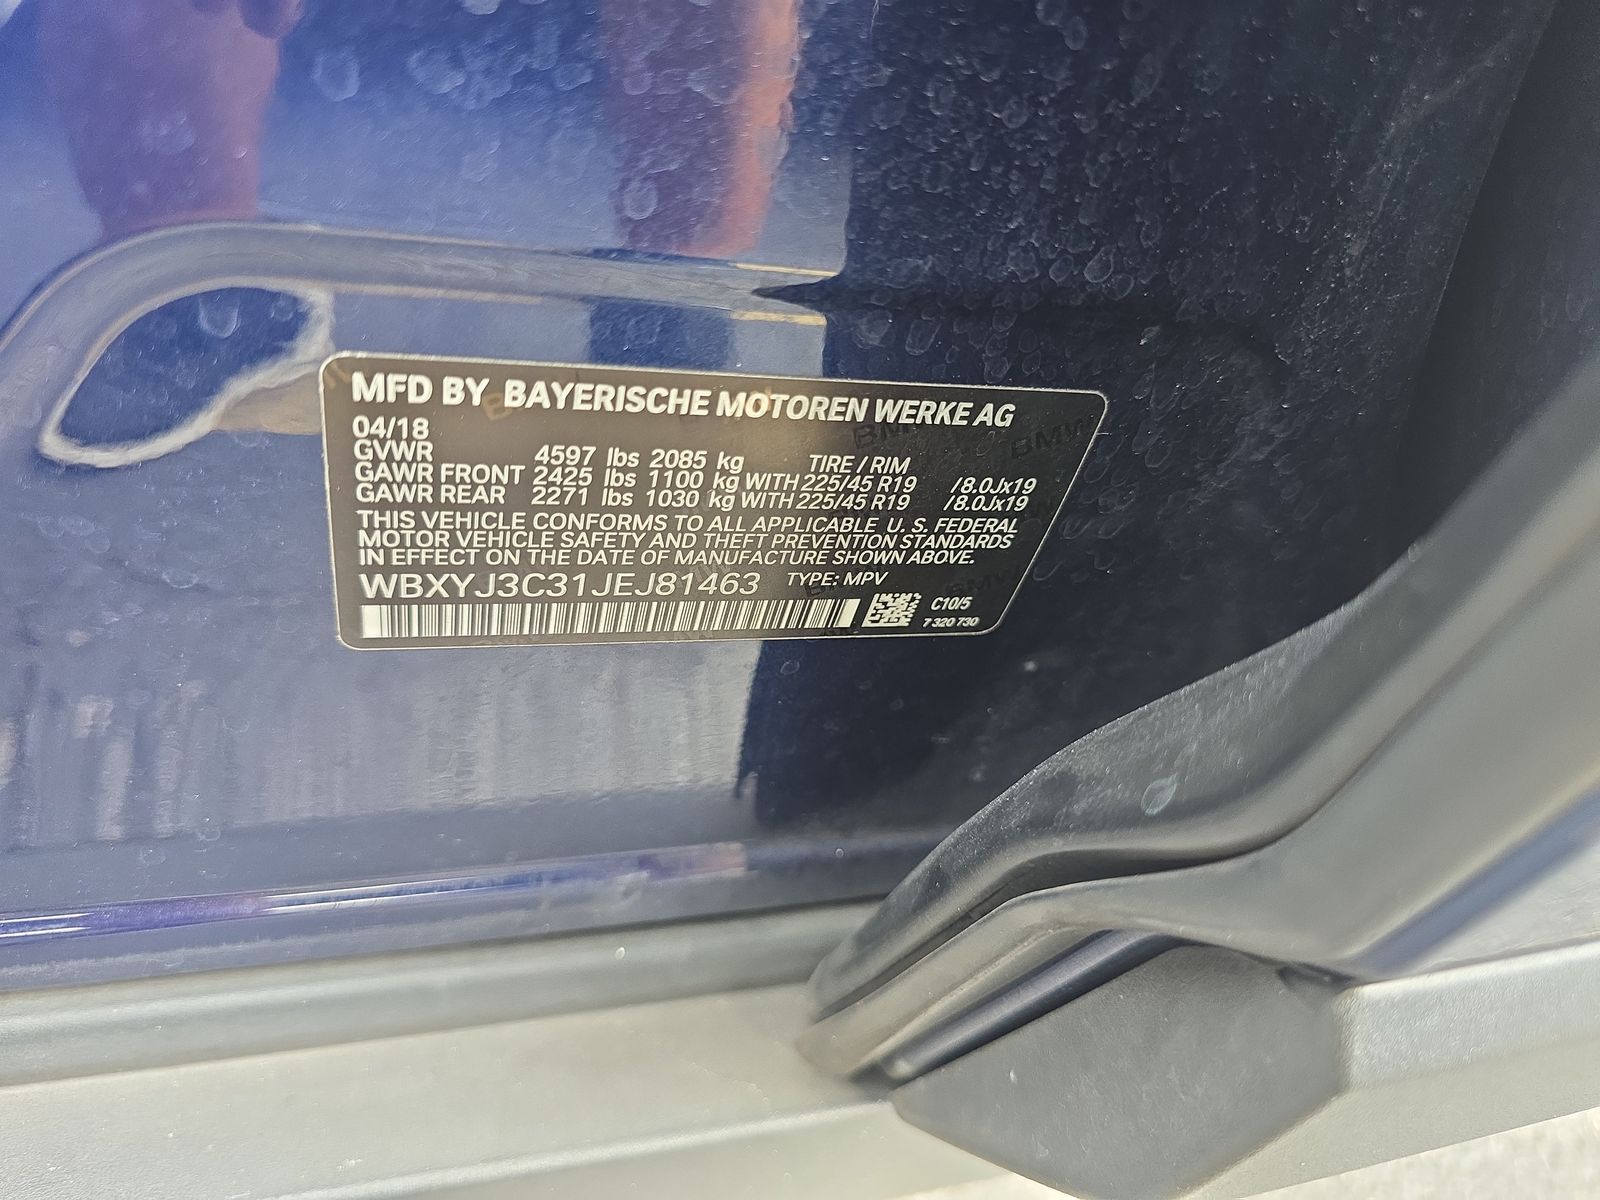 MFD BY BAYERISCHE MOTOREN WERKE AG
04/18
GVWR 4597 lbs 2085 kg TIRE / RIM
GAWR FRONT 2425 lbs 1100 kg WITH 225/45 R19 / 8.0Jx19
GAWR REAR 2271 lbs 1030 kg WITH 225/45 R19 / 8.0Jx19
THIS VEHICLE CONFORMS TO ALL APPLICABLE U. S. FEDERAL
MOTOR VEHICLE SAFETY AND THEFT PREVENTION STANDARDS
IN EFFECT ON THE DATE OF MANUFACTURE SHOWN ABOVE.
WBXYJ3C31JEJ81463 TYPE: MPV
C10/5
7 320 730